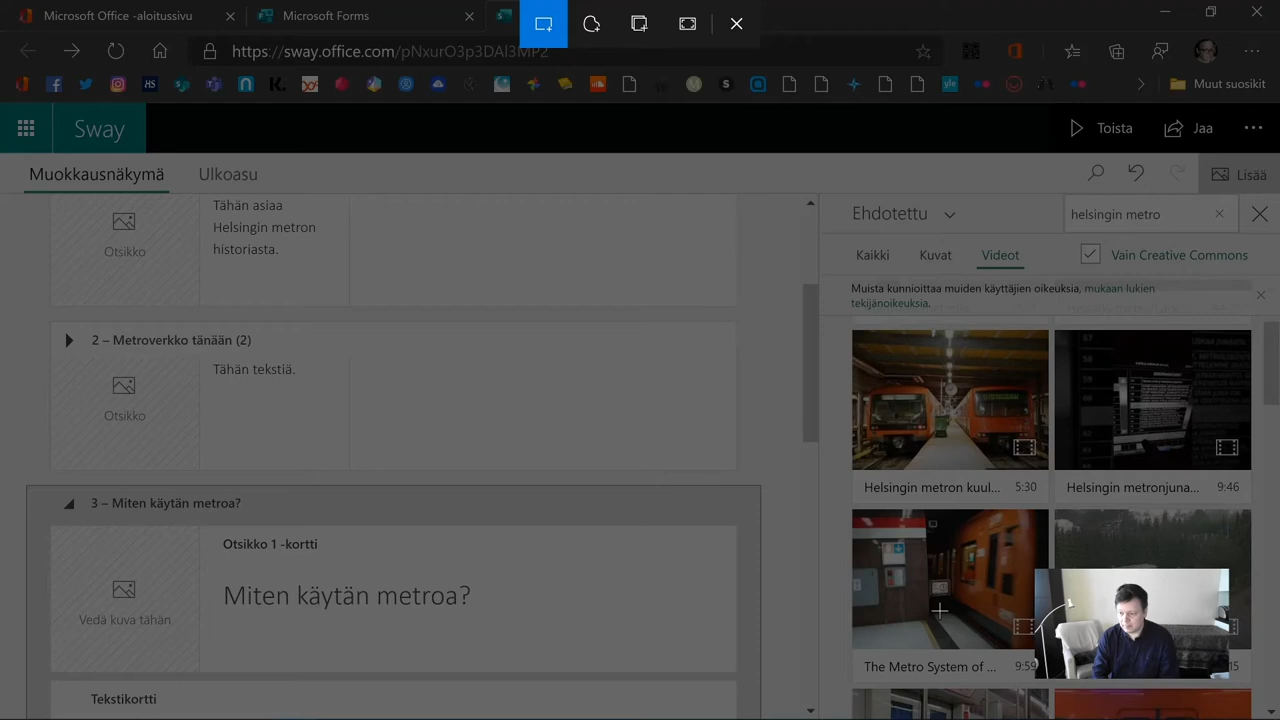 Microsoft Office -aloitussivu
Microsoft Forms
https://sway.office.com/pNxurO3p3DAl3MP2
Muut suosikit
Sway
Toista
Jaa
Muokkausnäkymä
Ulkoasu
Lisää
Otsikko
Tähän asiaa
Helsingin metron
historiasta.
2 – Metroverkko tänään (2)
Otsikko
Tähän tekstiä.
3 – Miten käytän metroa?
Vedä kuva tähän
Otsikko 1 -kortti
Miten käytän metroa?
Tekstikortti
Ehdotettu
helsingin metro
Kaikki
Kuvat
Videot
Vain Creative Commons
Muista kunnioittaa muiden käyttäjien oikeuksia, mukaan lukien
tekijänoikeuksia.
Helsingin metron kuul...
5:30
Helsingin metronjuna...
9:46
The Metro System of ...
9:59
15